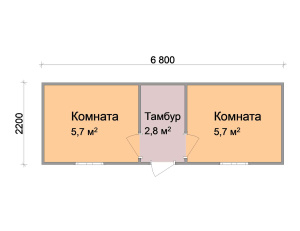 6 800
2200
Комната
5,7 м²
Тамбур
2,8 м²
Комната
5,7 м²